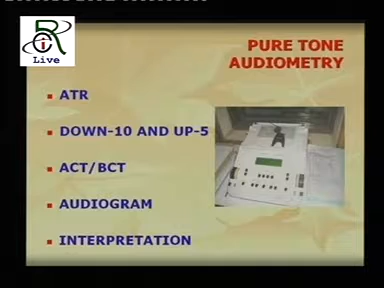 R
i
Live
PURE TONE
AUDIOMETRY
ATR
DOWN-10 AND UP-5
ACT/BCT
AUDIOGRAM
INTERPRETATION